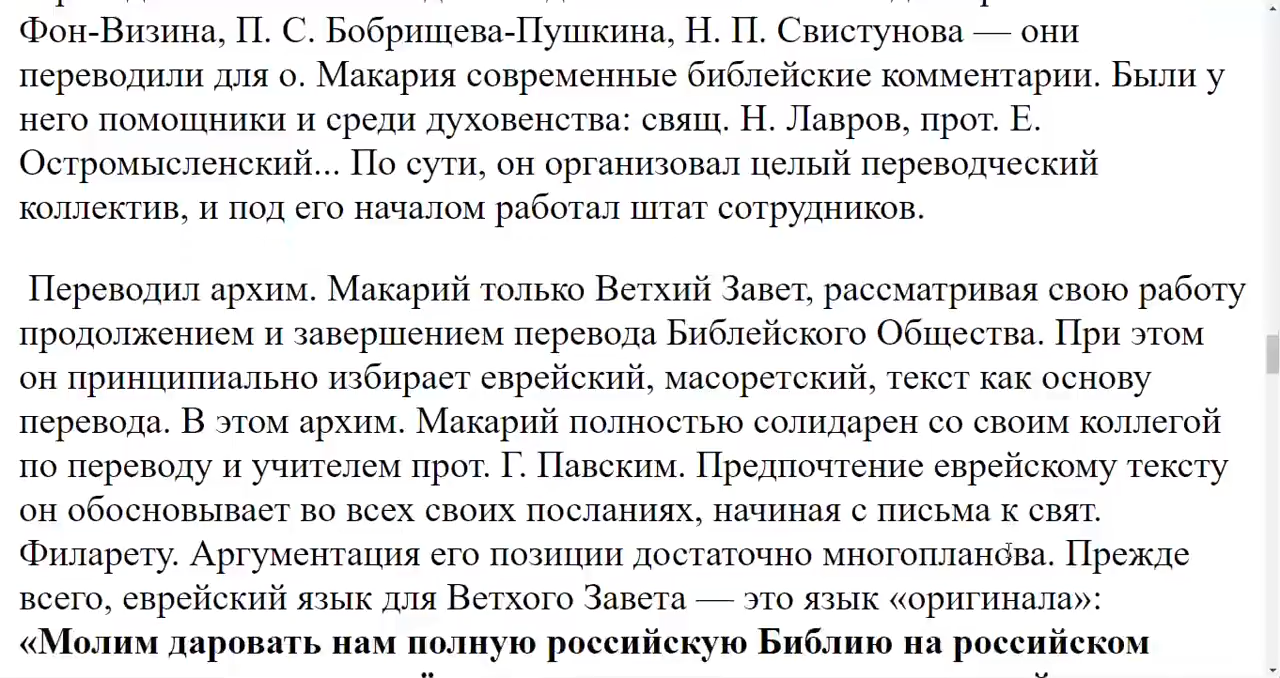 Фон-Визина, П. С. Бобрищева-Пушкина, Н. П. Свистунова — они
переводили для о. Макария современные библейские комментарии. Были у
него помощники и среди духовенства: свящ. Н. Лавров, прот. Е.
Остромысленский... По сути, он организовал целый переводческий
коллектив, и под его началом работал штат сотрудников.
Переводил архим. Макарий только Ветхий Завет, рассматривая свою работу
продолжением и завершением перевода Библейского Общества. При этом
он принципиально избирает еврейский, масоретский, текст как основу
перевода. В этом архим. Макарий полностью солидарен со своим коллегой
по переводу и учителем прот. Г. Павским. Предпочтение еврейскому тексту
он обосновывает во всех своих посланиях, начиная с письма к свят.
Филарету. Аргументация его позиции достаточно многопланова. Прежде
всего, еврейский язык для Ветхого Завета — это язык «оригинала»:
«Молим даровать нам полную российскую Библию на российском